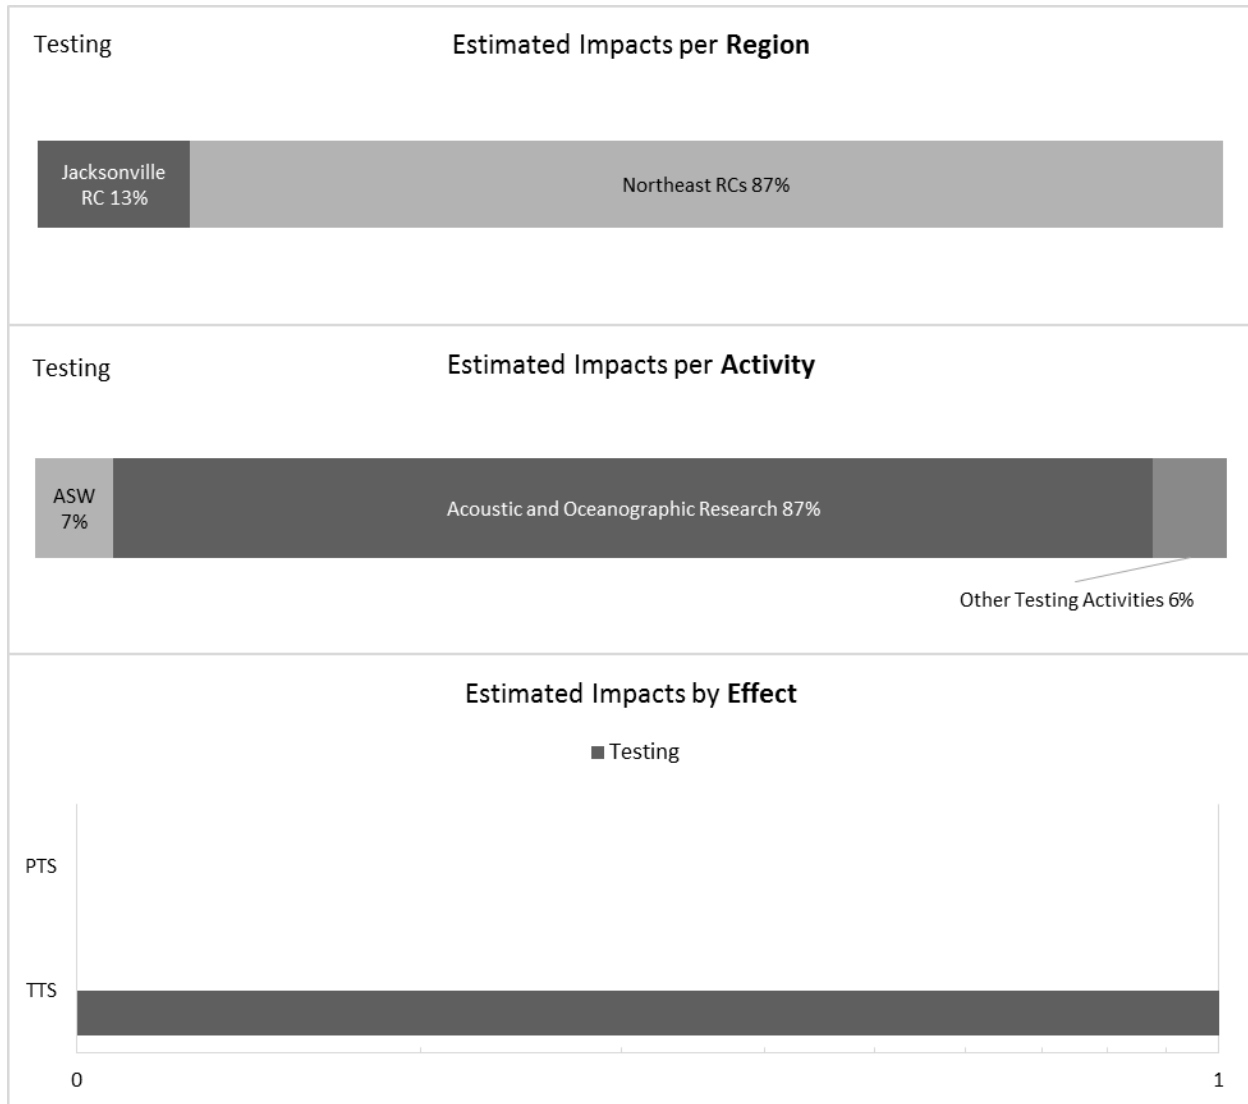 Testing
Estimated Impacts per Region
Jacksonville
RC 13%
Northeast RCs 87%
Testing
Estimated Impacts per Activity
ASW
7%
Acoustic and Oceanographic Research 87%
Other Testing Activities 6%
Estimated Impacts by Effect
Testing
PTS
TTS
0
1